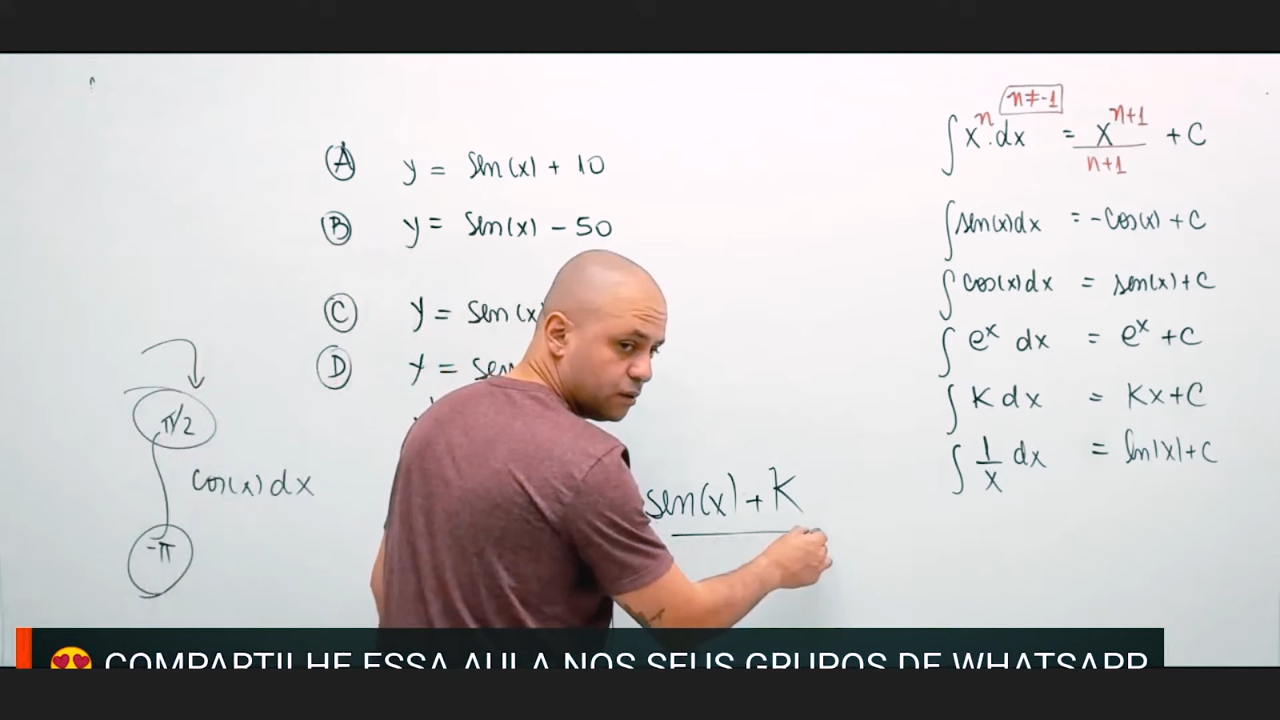 Ⓐ y = sen(x) + 10
Ⓑ y = sen(x) - 50
Ⓒ y = sen(x)
Ⓓ y = sen
sen(x) + K
∫ cos(x) dx
π/2
-π
n ≠ -1
∫ xⁿ.dx = xⁿ⁺¹/n+1 + C
∫ sen(x)dx = -cos(x) + C
∫ cos(x)dx = sen(x) + C
∫ eˣ dx = eˣ + C
∫ K dx = Kx + C
∫ 1/x dx = ln|x| + C
😍 COMPARTILHE ESSA AULA NOS SEUS GRUPOS DE WHATSAPP